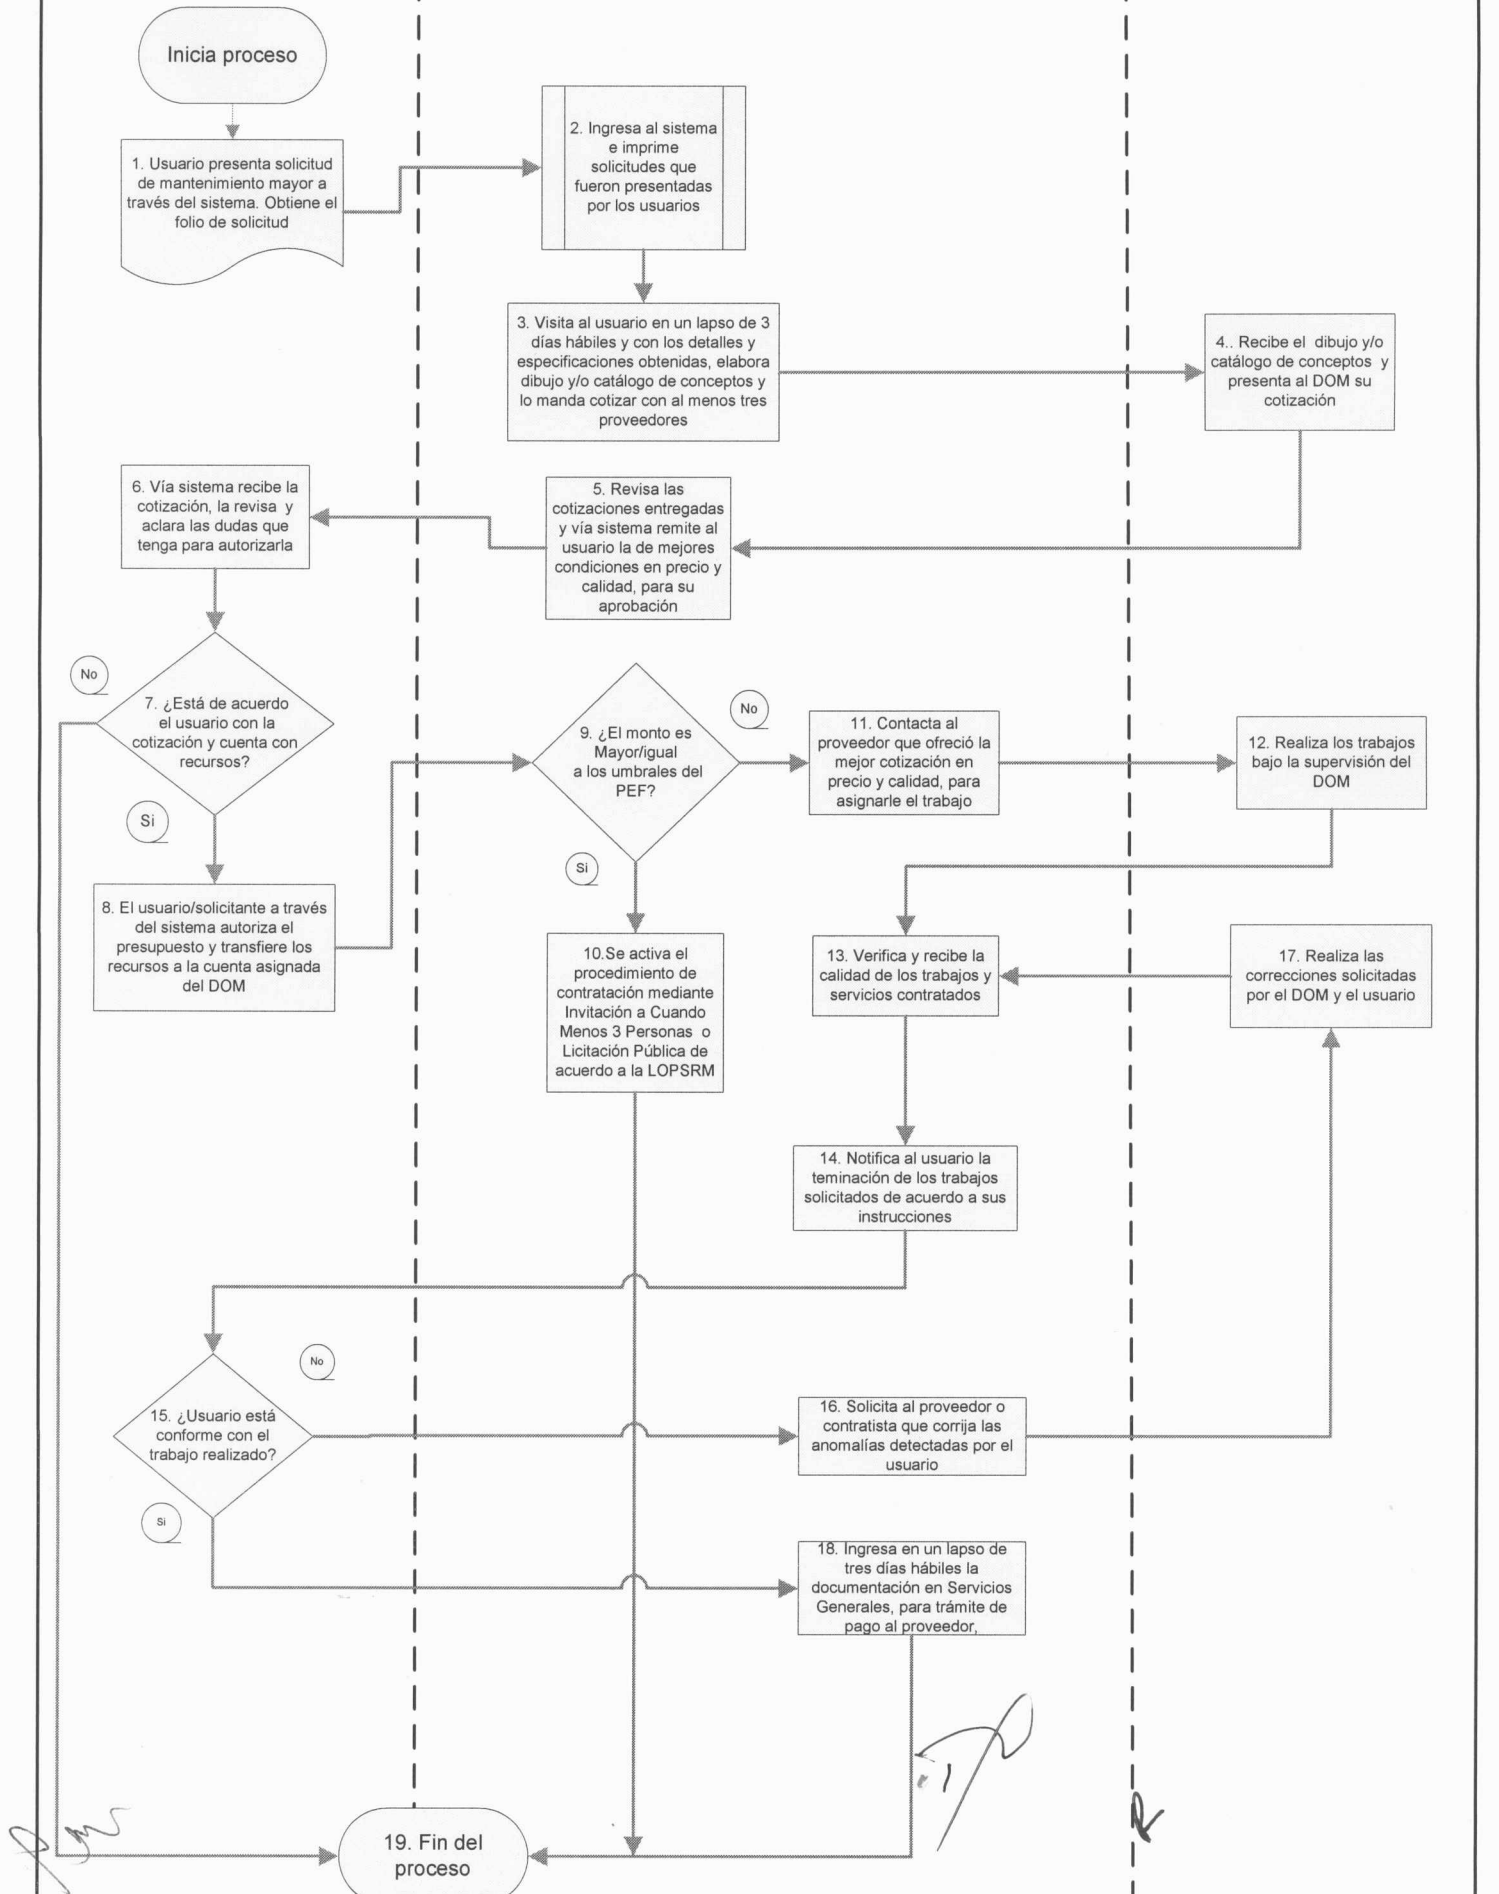 Inicia proceso
1. Usuario presenta solicitud
de mantenimiento mayor a
través del sistema. Obtiene el
folio de solicitud
2. Ingresa al sistema
e imprime
solicitudes que
fueron presentadas
por los usuarios
3. Visita al usuario en un lapso de 3
días hábiles y con los detalles y
especificaciones obtenidas, elabora
dibujo y/o catálogo de conceptos y
lo manda cotizar con al menos tres
proveedores
4.. Recibe el dibujo y/o
catálogo de conceptos y
presenta al DOM su
cotización
5. Revisa las
cotizaciones entregadas
y vía sistema remite al
usuario la de mejores
condiciones en precio y
calidad, para su
aprobación
6. Vía sistema recibe la
cotización, la revisa y
aclara las dudas que
tenga para autorizarla
No
7. ¿Está de acuerdo
el usuario con la
cotización y cuenta con
recursos?
Si
8. El usuario/solicitante a través
del sistema autoriza el
presupuesto y transfiere los
recursos a la cuenta asignada
del DOM
9. ¿El monto es
Mayor/igual
a los umbrales del
PEF?
No
Si
10.Se activa el
procedimiento de
contratación mediante
Invitación a Cuando
Menos 3 Personas o
Licitación Pública de
acuerdo a la LOPSRM
11. Contacta al
proveedor que ofreció la
mejor cotización en
precio y calidad, para
asignarle el trabajo
12. Realiza los trabajos
bajo la supervisión del
DOM
13. Verifica y recibe la
calidad de los trabajos y
servicios contratados
17. Realiza las
correcciones solicitadas
por el DOM y el usuario
14. Notifica al usuario la
teminación de los trabajos
solicitados de acuerdo a sus
instrucciones
No
15. ¿Usuario está
conforme con el
trabajo realizado?
Si
16. Solicita al proveedor o
contratista que corrija las
anomalías detectadas por el
usuario
18. Ingresa en un lapso de
tres días hábiles la
documentación en Servicios
Generales, para trámite de
pago al proveedor,
19. Fin del
proceso